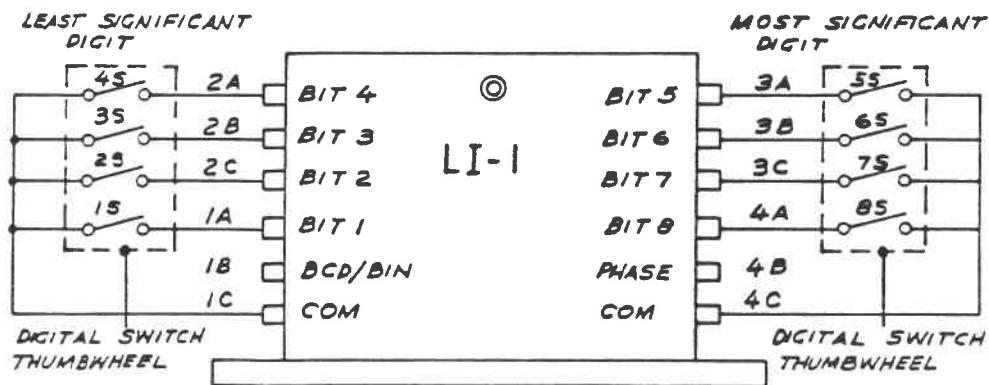 LEAST SIGNIFICANT
DIGIT
MOST SIGNIFICANT
DIGIT
4S 2A BIT 4
3S 2B BIT 3
2S 2C BIT 2
1S 1A BIT 1
1B BCD/BIN
1C COM
LI-1
BIT 5 3A 5S
BIT 6 3B 6S
BIT 7 3C 7S
BIT 8 4A 8S
PHASE 4B
COM 4C
DIGITAL SWITCH
THUMBWHEEL
DIGITAL SWITCH
THUMBWHEEL